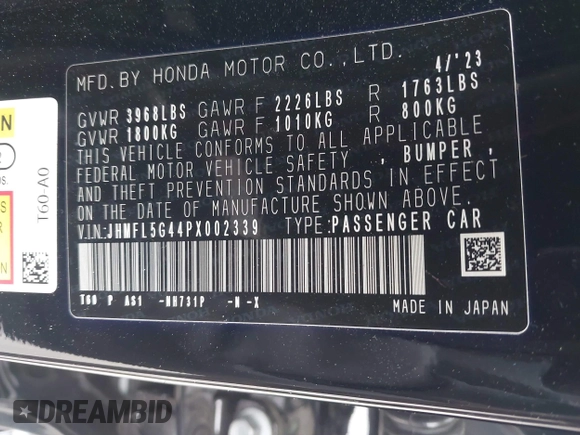 MFD. BY HONDA MOTOR CO., LTD. 4/'23
GVWR 3968LBS GAWR F 2226LBS R 1763LBS
GVWR 1800KG GAWR F 1010KG R 800KG
THIS VEHICLE CONFORMS TO ALL APPLICABLE
FEDERAL MOTOR VEHICLE SAFETY , BUMPER ,
AND THEFT PREVENTION STANDARDS IN EFFECT
ON THE DATE OF MANUFACTURE SHOWN ABOVE.
V.I.N: JHMFL5G44PX002339 TYPE: PASSENGER CAR
T60 P AS1 -NH731P -N -X
MADE IN JAPAN
T60-A0
DREAMBID